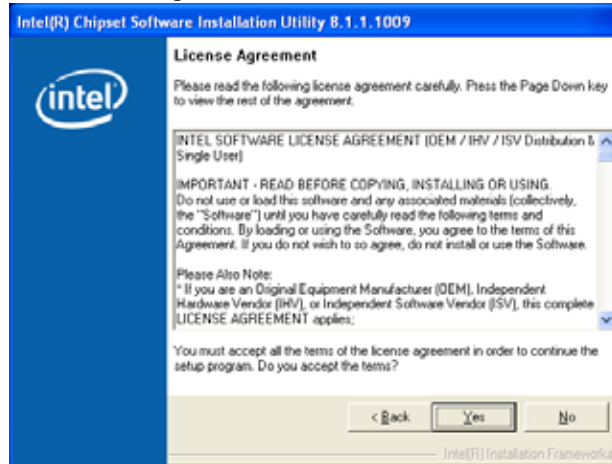 Intel(R) Chipset Software Installation Utility 8.1.1.1009
intel
License Agreement
Please read the following license agreement carefully. Press the Page Down key
to view the rest of the agreement.
INTEL SOFTWARE LICENSE AGREEMENT (OEM / IHV / ISV Distribution &
Single User)
IMPORTANT - READ BEFORE COPYING, INSTALLING OR USING.
Do not use or load this software and any associated materials (collectively,
the "Software") until you have carefully read the following terms and
conditions. By loading or using the Software, you agree to the terms of this
Agreement. If you do not wish to so agree, do not install or use the Software.
Please Also Note:
* If you are an Original Equipment Manufacturer (OEM), Independent
Hardware Vendor (IHV), or Independent Software Vendor (ISV), this complete
LICENSE AGREEMENT applies;
You must accept all the terms of the license agreement in order to continue the
setup program. Do you accept the terms?
< Back
Yes
No
Intel(R) Installation Framework